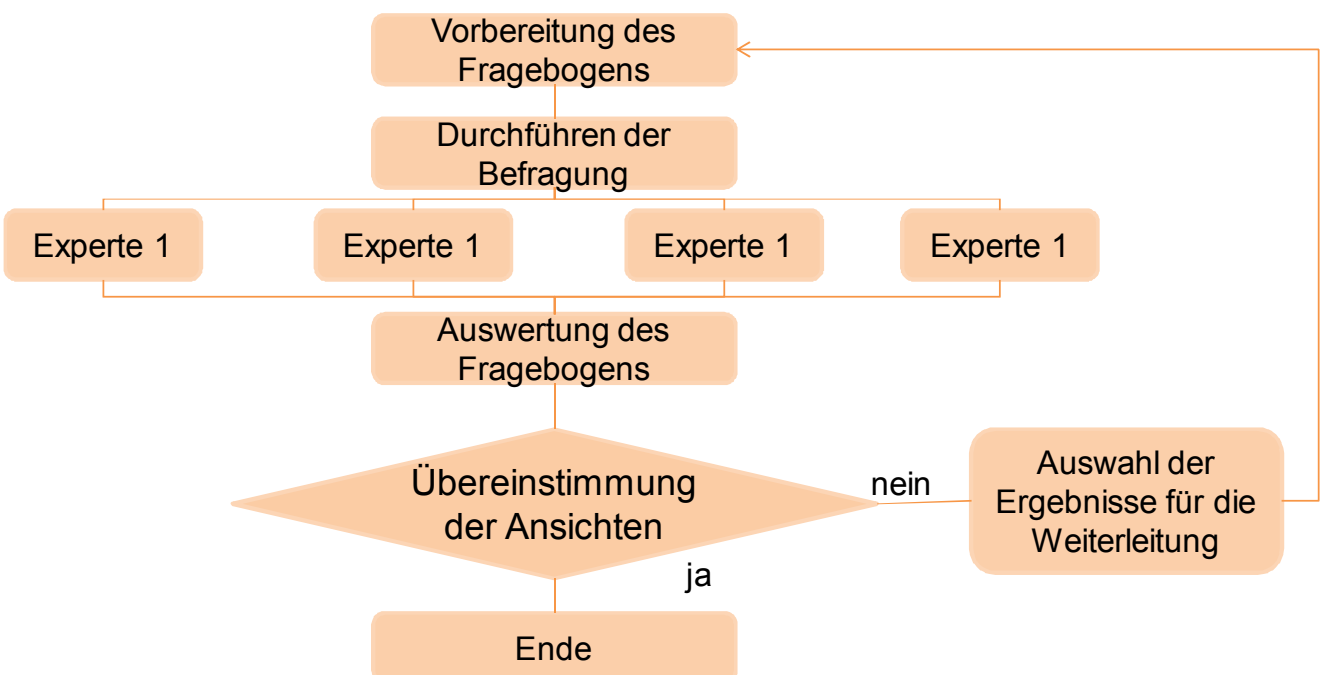 Vorbereitung des
Fragebogens
Durchführen der
Befragung
Experte 1
Experte 1
Experte 1
Experte 1
Auswertung des
Fragebogens
Übereinstimmung
der Ansichten
nein
Auswahl der
Ergebnisse für die
Weiterleitung
ja
Ende